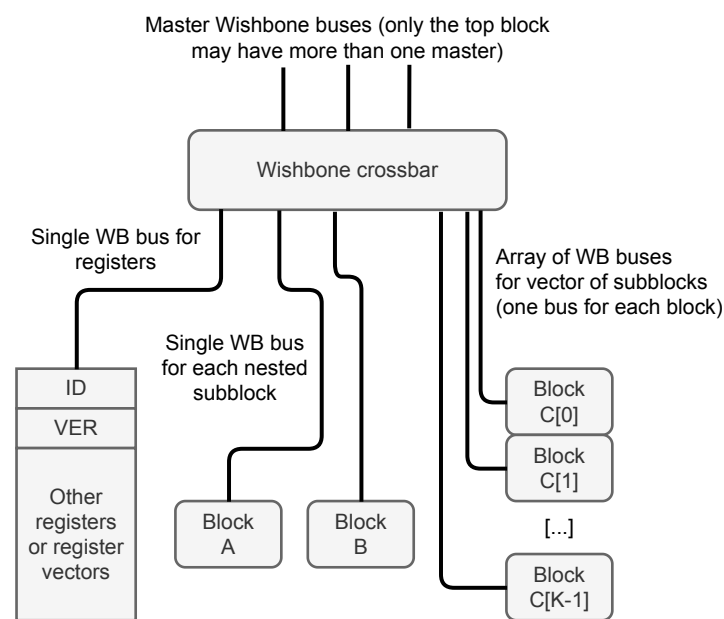 Master Wishbone buses (only the top block
may have more than one master)
Wishbone crossbar
Single WB bus for
registers
Array of WB buses
for vector of subblocks
(one bus for each block)
Single WB bus
for each nested
subblock
ID
VER
Other
registers
or register
vectors
Block
A
Block
B
Block
C[0]
Block
C[1]
[...]
Block
C[K-1]